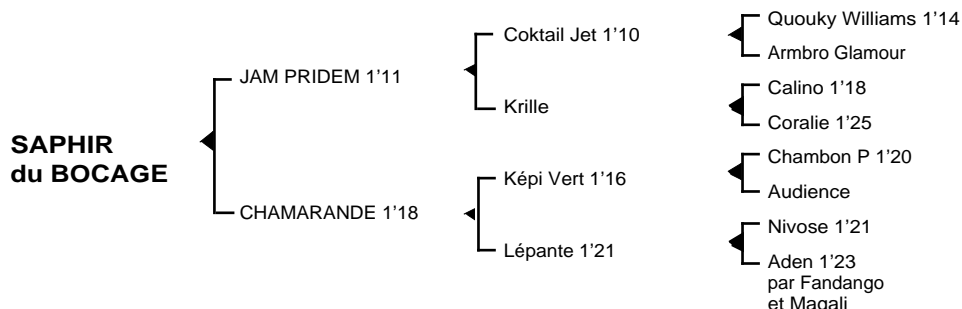 SAPHIR
du BOCAGE
JAM PRIDEM 1’11
CHAMARANDE 1’18
Coktail Jet 1’10
Krille
Képi Vert 1’16
Lépante 1’21
Quouky Williams 1’14
Armbro Glamour
Calino 1’18
Coralie 1’25
Chambon P 1’20
Audience
Nivose 1’21
Aden 1’23
par Fandango
et Magali